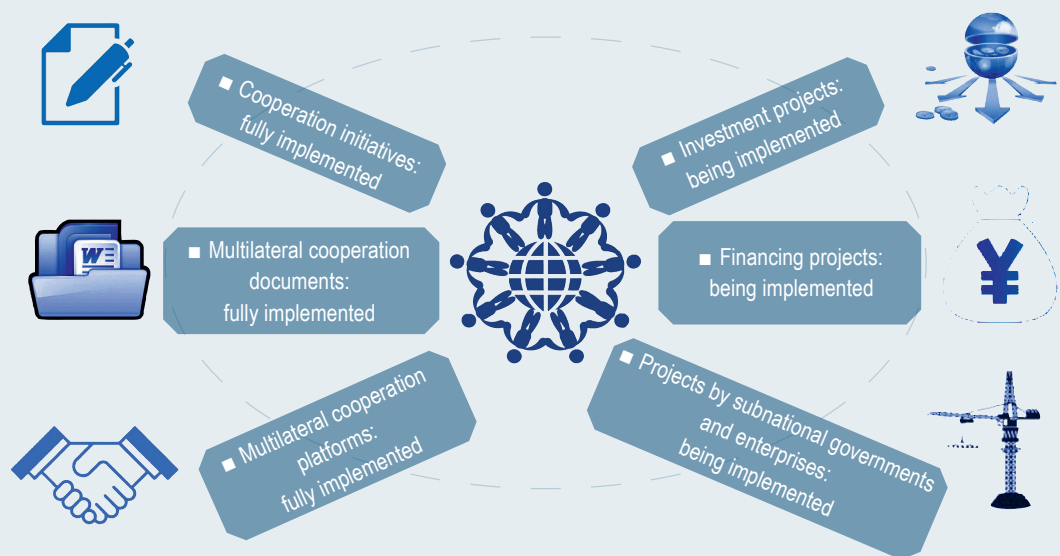 ■ Cooperation initiatives:
fully implemented
■ Multilateral cooperation
documents:
fully implemented
■ Multilateral cooperation
platforms:
fully implemented
■ Investment projects:
being implemented
■ Financing projects:
being implemented
■ Projects by subnational governments
and enterprises:
being implemented
W
¥